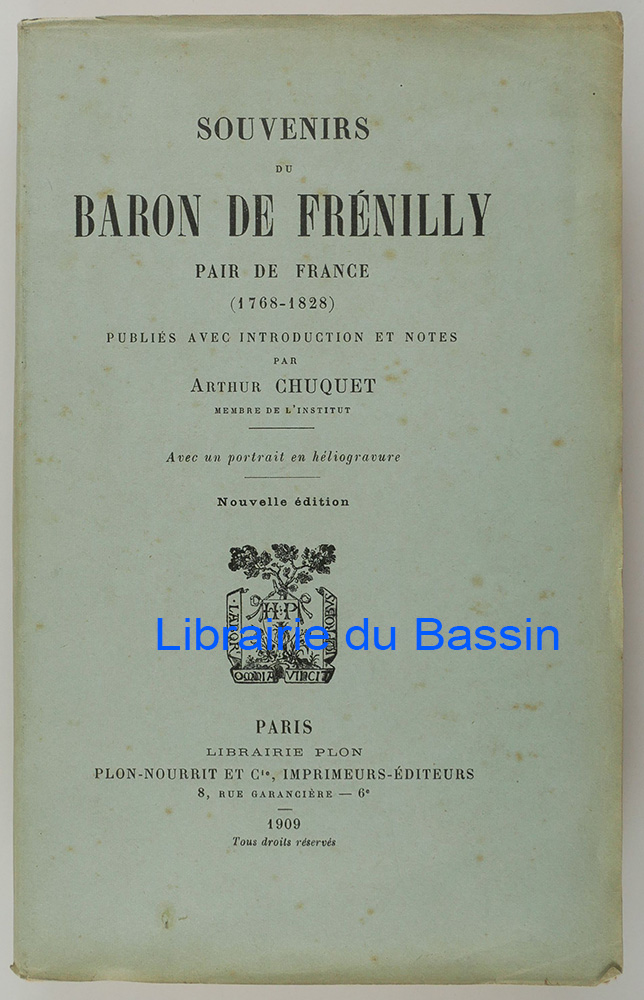 SOUVENIRS
DU
BARON DE FRÉNILLY
PAIR DE FRANCE
(1768-1828)
PUBLIÉS AVEC INTRODUCTION ET NOTES
PAR
ARTHUR CHUQUET
MEMBRE DE L'INSTITUT
Avec un portrait en héliogravure
Nouvelle édition
H·P
LABOR
IMPROBVS
OMNIA VINCIT
Librairie du Bassin
PARIS
LIBRAIRIE PLON
PLON-NOURRIT ET Cie, IMPRIMEURS-ÉDITEURS
8, RUE GARANCIÈRE — 6e
1909
Tous droits réservés